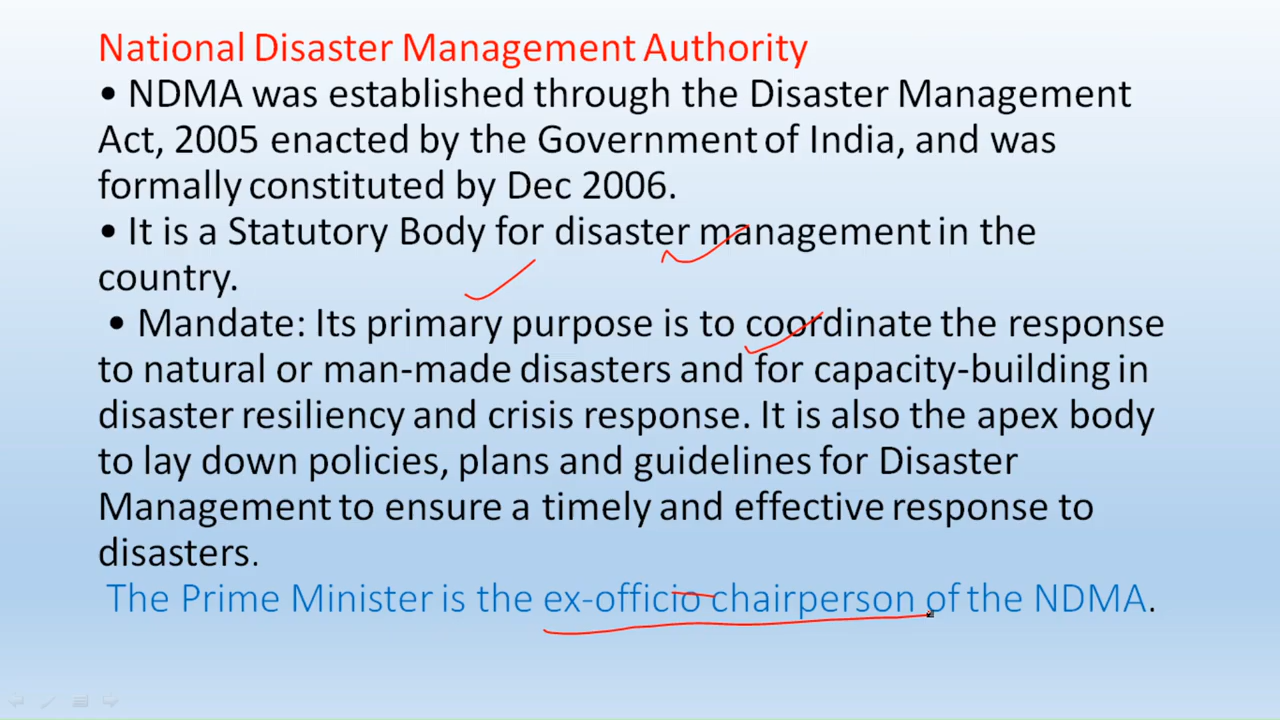 National Disaster Management Authority
• NDMA was established through the Disaster Management
Act, 2005 enacted by the Government of India, and was
formally constituted by Dec 2006.
• It is a Statutory Body for disaster management in the
country.
• Mandate: Its primary purpose is to coordinate the response
to natural or man-made disasters and for capacity-building in
disaster resiliency and crisis response. It is also the apex body
to lay down policies, plans and guidelines for Disaster
Management to ensure a timely and effective response to
disasters.
The Prime Minister is the ex-officio chairperson of the NDMA.